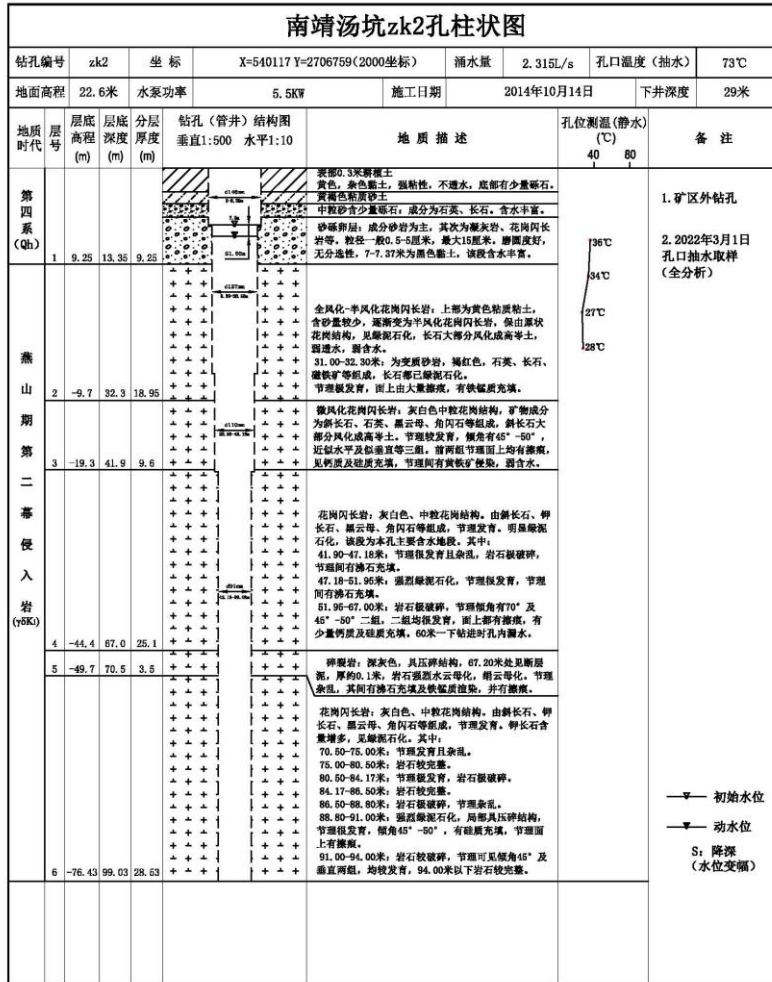 南靖汤坑zk2孔柱状图
钻孔编号 zk2 坐 标 X=540117 Y=2706759(2000坐标) 涌水量 2.315L/s 孔口温度（抽水） 73℃
地面高程 22.6米 水泵功率 5.5KW 施工日期 2014年10月14日 下井深度 29米
地质时代 层号 层底高程(m) 层底深度(m) 分层厚度(m) 钻孔（管井）结构图 垂直1:500 水平1:10 地 质 描 述 孔位测温(静水)(℃) 40 80 备 注
第四系(Qh)
1 9.25 13.35 9.25
表部0.3米耕植土
黄色，杂色黏土，强粘性，不透水，底部有少量砾石。
黄褐色粘质砂土
中粒砂含少量砾石：成分为石英、长石。含水丰富。
砂砾卵层：成分砂岩为主，其次为凝灰岩、花岗闪长
岩等。粒径一般0.5-5厘米，最大15厘米。磨圆度好，
无分选性，7-7.37米为黑色黏土，该段含水丰富。
36℃
34℃
27℃
28℃
1.矿区外钻孔
2.2022年3月1日
孔口抽水取样
（全分析）
燕山期第二幕侵入岩(γδK₁)
2 -9.7 32.3 18.95
全风化-半风化花岗闪长岩：上部为黄色粘质粘土，
含砂量较少，逐渐变为半风化花岗闪长岩，保由原状
花岗结构，见绿泥石化，长石大部分风化成高岑土，
弱透水，弱含水。
31.00-32.30米：为变质砂岩，褐红色，石英、长石、
磁铁矿等组成，长石都已绿泥石化。
节理极发育，面上由大量擦痕，有铁锰质充填。
3 -19.3 41.9 9.6
微风化花岗闪长岩：灰白色中粒花岗结构，矿物成分
为斜长石、石英、黑云母、角闪石等组成，斜长石大
部分风化成高岑土。节理较发育，倾角有45°-50°，
近似水平及似垂直等三组。前两组节理面上均有擦痕，
见钙质及硅质充填，节理间有黄铁矿侵染，弱含水。
4 -44.4 67.0 25.1
花岗闪长岩：灰白色、中粒花岗结构。由斜长石、钾
长石、黑云母、角闪石等组成，节理发育。明显绿泥
石化，该段为本孔主要含水地段。其中：
41.90-47.18米：节理很发育且杂乱，岩石极破碎，
节理间有沸石充填。
47.18-51.95米：强烈绿泥石化，节理很发育，节理
间有沸石充填。
51.95-67.00米：岩石极破碎，节理倾角有70°及
45°-50°二组，二组均很发育，面上都有擦痕，有
少量钙质及硅质充填。60米一下钻进时孔内漏水。
5 -49.7 70.5 3.5
碎裂岩：深灰色，具压碎结构，67.20米处见断层
泥，厚约0.1米，岩石强烈水云母化，绢云母化。节理
杂乱，其间有沸石充填及铁锰质渲染，并有擦痕。
6 -76.43 99.03 28.53
花岗闪长岩：灰白色、中粒花岗结构。由斜长石、钾
长石、黑云母、角闪石等组成，节理发育。钾长石含
量增多，见绿泥石化。其中：
70.50-75.00米：节理发育且杂乱。
75.00-80.50米：岩石较完整。
80.50-84.17米：节理极发育，岩石极破碎。
84.17-86.50米：岩石较完整。
86.50-88.80米：岩石极破碎，节理杂乱。
88.80-91.00米：强烈绿泥石化，局部具压碎结构，
节理很发育，倾角45°-50°，有硅质充填，节理面
上有擦痕。
91.00-94.00米：岩石较破碎，节理可见倾角45°及
垂直两组，均较发育，94.00米以下岩石较完整。
初始水位
动水位
S：降深
（水位变幅）